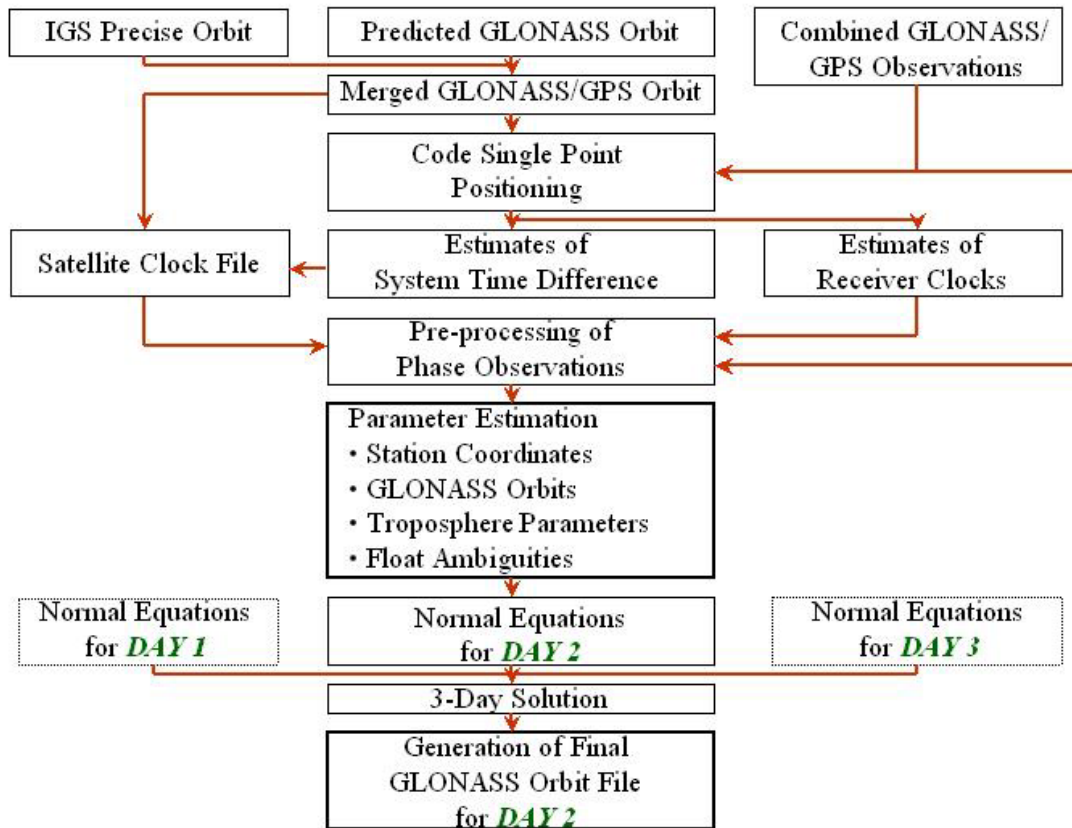 IGS Precise Orbit
Predicted GLONASS Orbit
Combined GLONASS/
GPS Observations
Merged GLONASS/GPS Orbit
Code Single Point
Positioning
Satellite Clock File
Estimates of
System Time Difference
Estimates of
Receiver Clocks
Pre-processing of
Phase Observations
Parameter Estimation
• Station Coordinates
• GLONASS Orbits
• Troposphere Parameters
• Float Ambiguities
Normal Equations
for DAY 1
Normal Equations
for DAY 2
Normal Equations
for DAY 3
3-Day Solution
Generation of Final
GLONASS Orbit File
for DAY 2